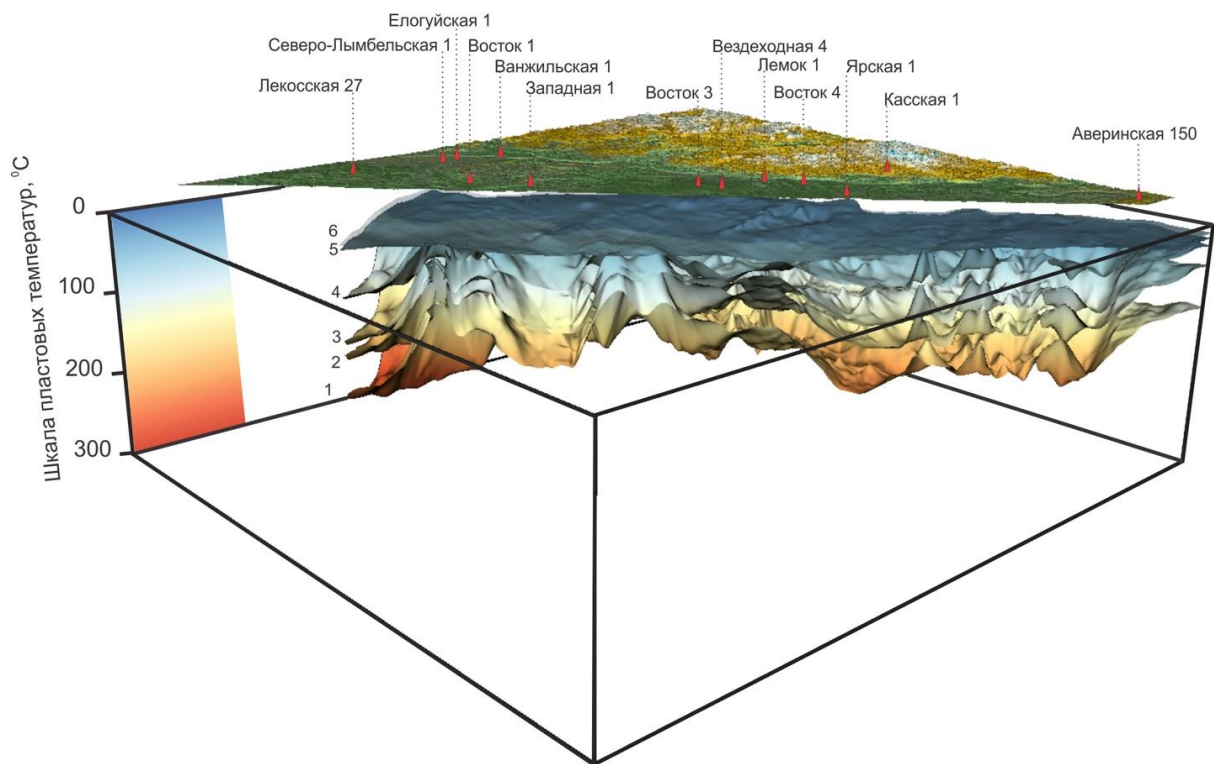 Елогуйская 1
Северо-Лымбельская 1
Восток 1
Вездеходная 4
Ванжильская 1
Лемок 1
Ярская 1
Лекосская 27
Западная 1
Восток 3
Восток 4
Касская 1
Аверинская 150
Шкала пластовых температур, °С
0
100
200
300
6
5
4
3
2
1